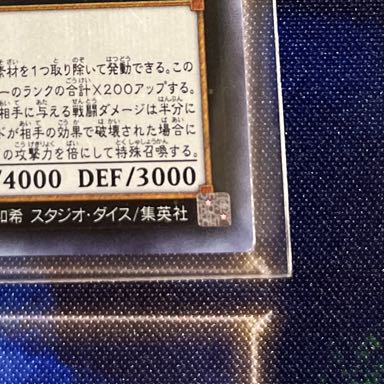 素材を1つ取り除いて発動できる。この
ーのランクの合計×200アップする。
相手に与える戦闘ダメージは半分に
ドが相手の効果で破壊された場合に
の攻撃力を倍にして特殊召喚する。
/4000 DEF/3000
和希 スタジオ・ダイス/集英社